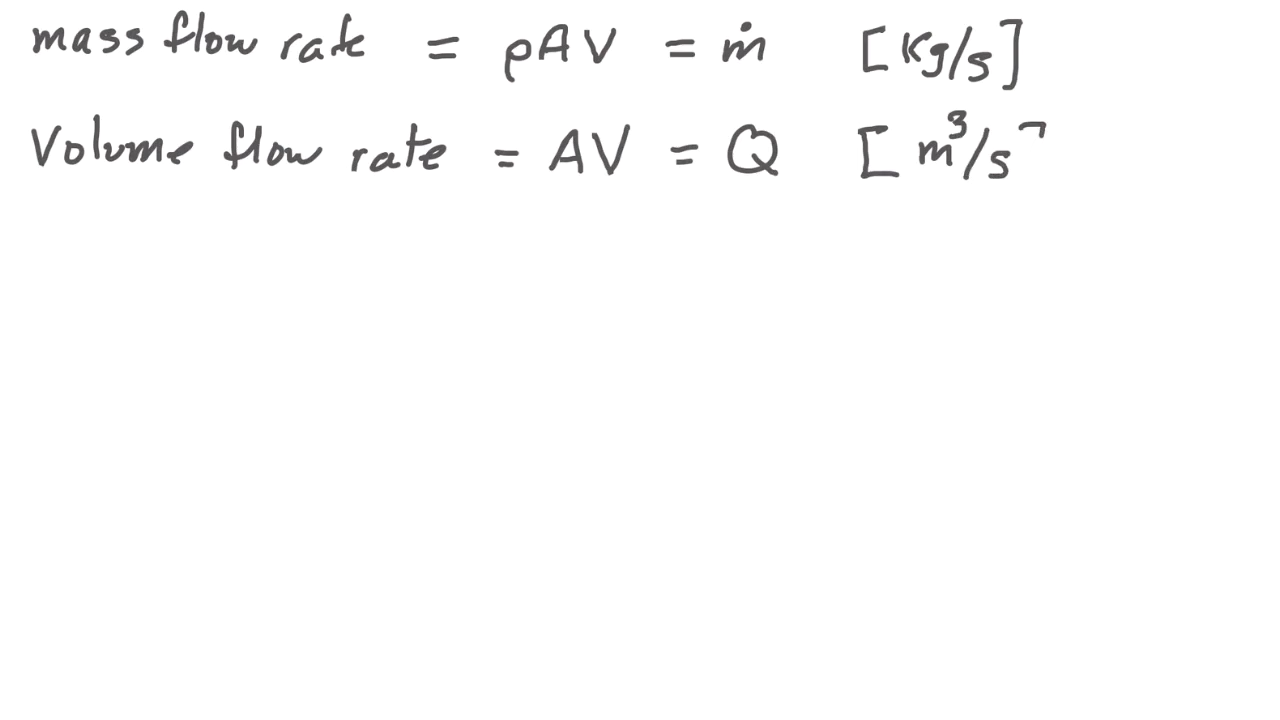 mass flow rate = ρAV = ṁ [Kg/s]
Volume flow rate = AV = Q [m³/s